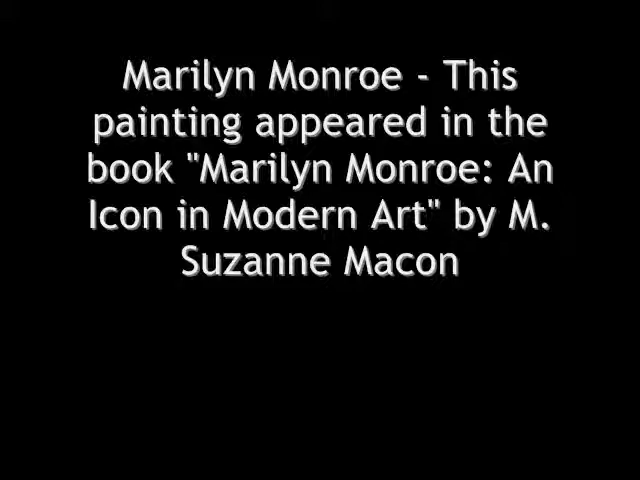 Marilyn Monroe - This
painting appeared in the
book "Marilyn Monroe: An
Icon in Modern Art" by M.
Suzanne Macon